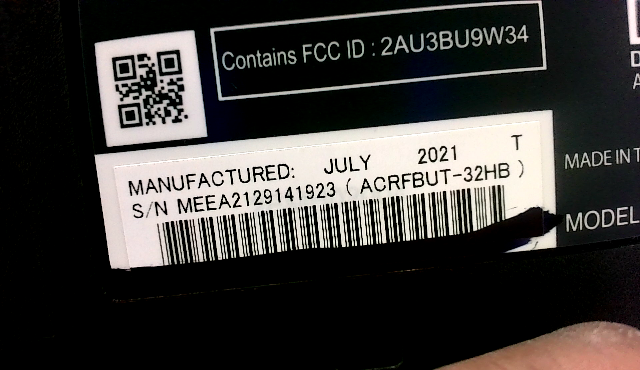 Contains FCC ID : 2AU3BU9W34
MANUFACTURED: JULY 2021 T
S/N MEEA2129141923 ( ACRFBUT-32HB )
MADE IN
MODEL